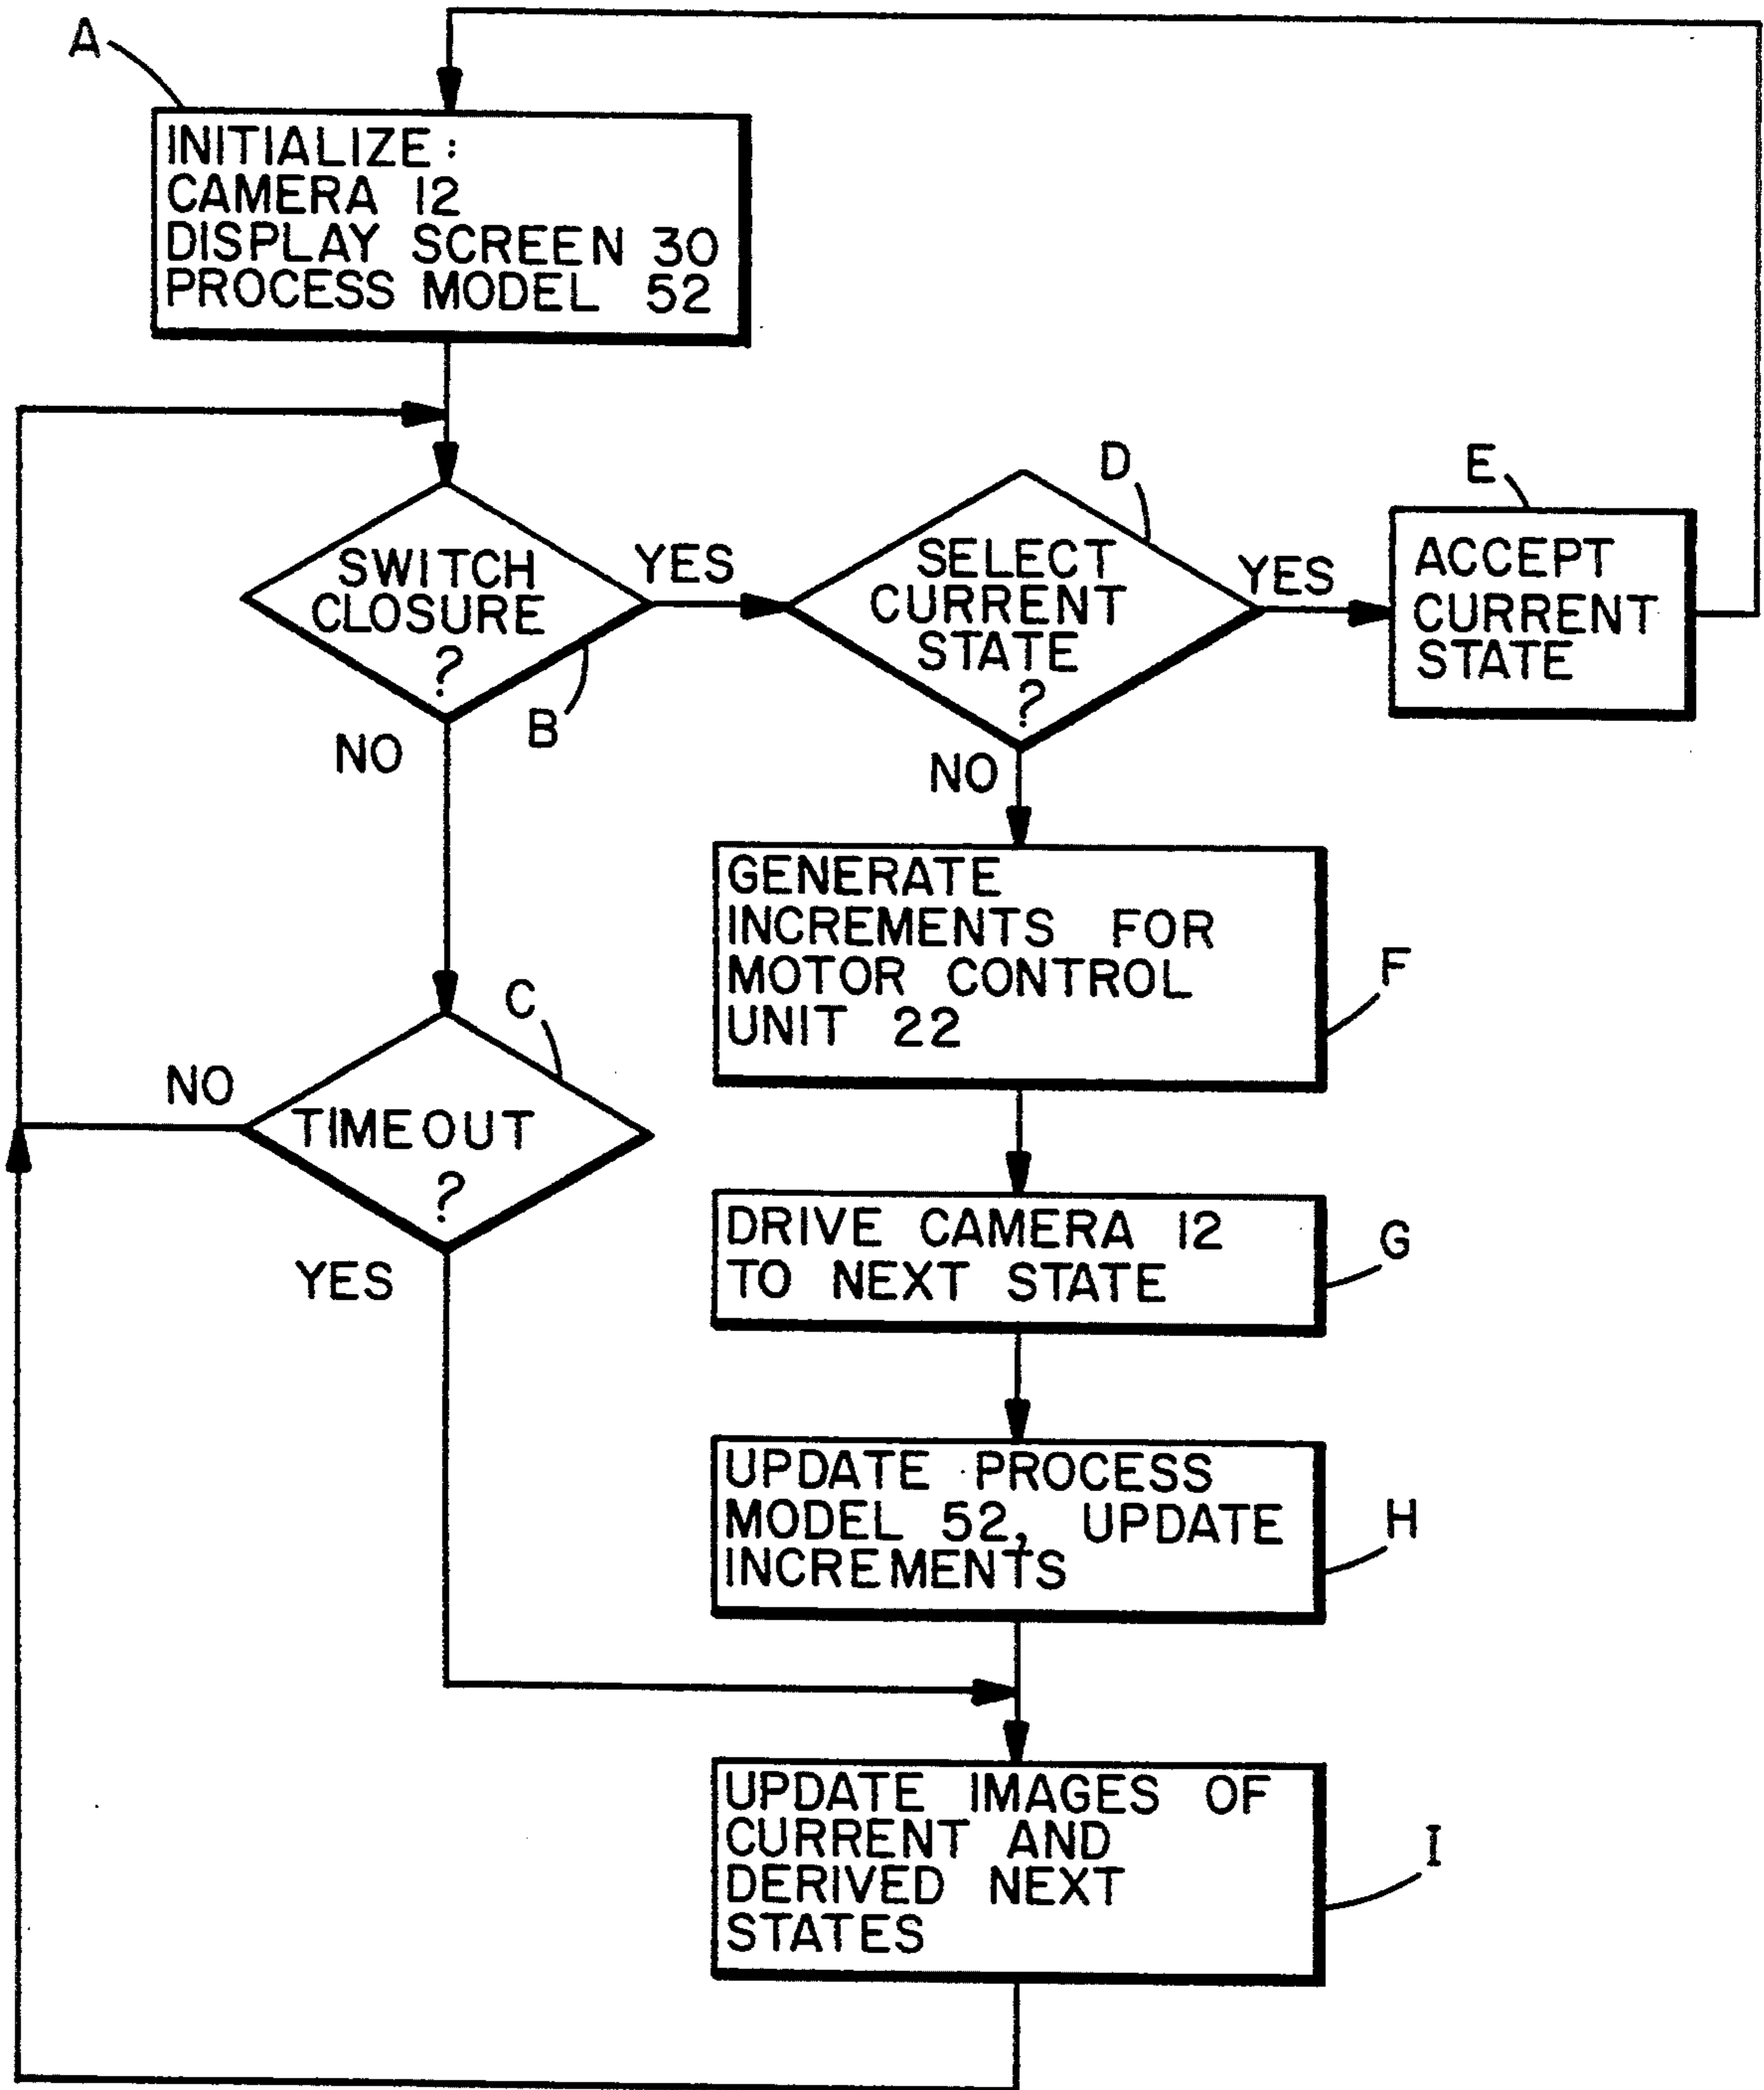 A
INITIALIZE:
CAMERA 12
DISPLAY SCREEN 30
PROCESS MODEL 52
SWITCH
CLOSURE
?
B
YES
NO
D
SELECT
CURRENT
STATE
?
YES
NO
E
ACCEPT
CURRENT
STATE
C
TIMEOUT
?
NO
YES
GENERATE
INCREMENTS FOR
MOTOR CONTROL
UNIT 22
F
DRIVE CAMERA 12
TO NEXT STATE
G
UPDATE PROCESS
MODEL 52, UPDATE
INCREMENTS
H
UPDATE IMAGES OF
CURRENT AND
DERIVED NEXT
STATES
I